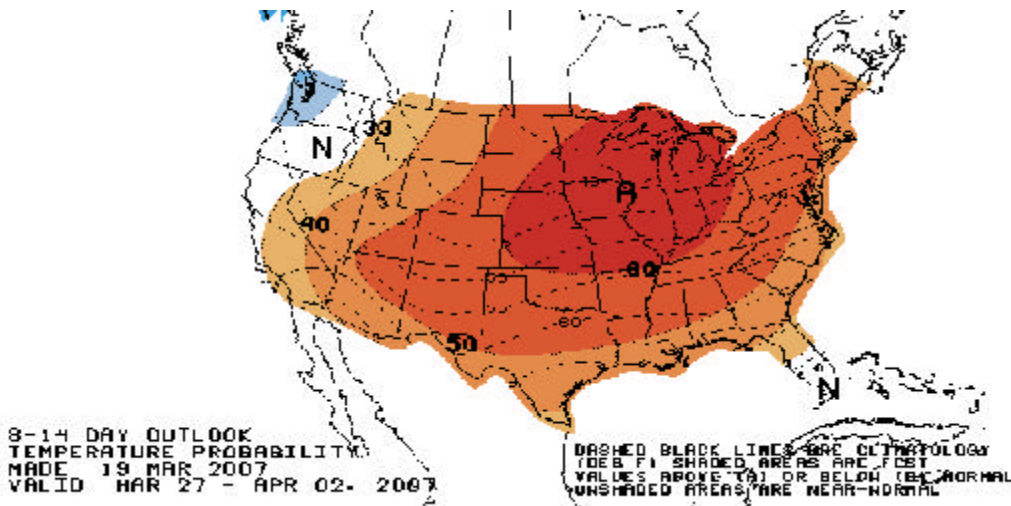 33
N
A
40
60
60
50
N
8-14 DAY OUTLOOK
TEMPERATURE PROBABILITY
MADE 19 MAR 2007
VALID MAR 27 - APR 02, 2007
DASHED BLACK LINES ARE CLIMATOLOGY
(DEG F) SHADED AREAS ARE FCST
VALUES ABOVE (A) OR BELOW (B) NORMAL
UNSHADED AREAS ARE NEAR-NORMAL